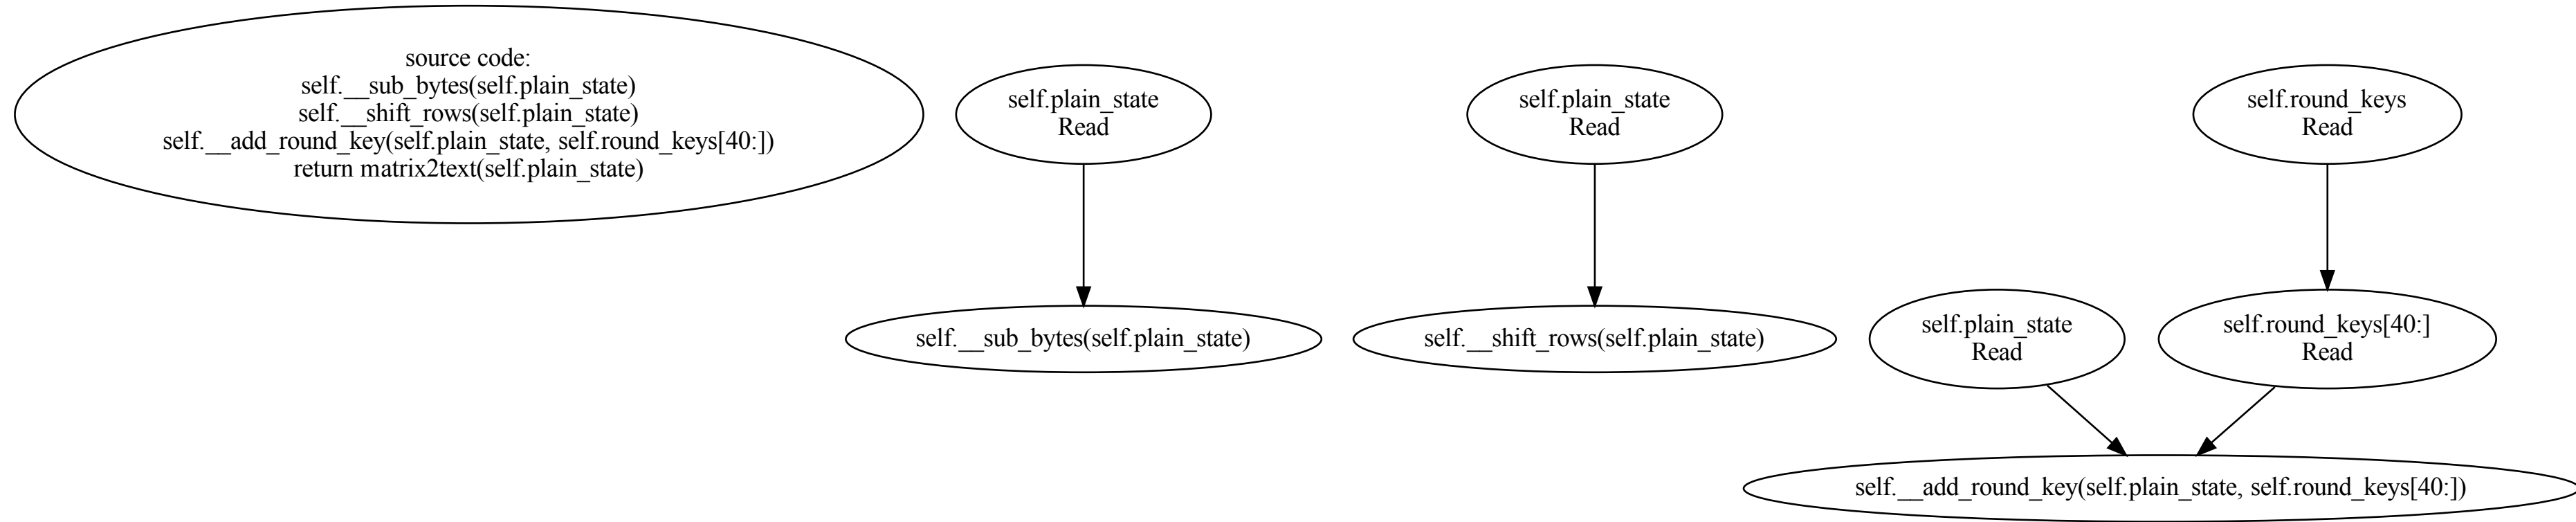 source code:
self.__sub_bytes(self.plain_state)
self.__shift_rows(self.plain_state)
self.__add_round_key(self.plain_state, self.round_keys[40:])
return matrix2text(self.plain_state)
self.plain_state
Read
self.plain_state
Read
self.round_keys
Read
self.__sub_bytes(self.plain_state)
self.__shift_rows(self.plain_state)
self.plain_state
Read
self.round_keys[40:]
Read
self.__add_round_key(self.plain_state, self.round_keys[40:])